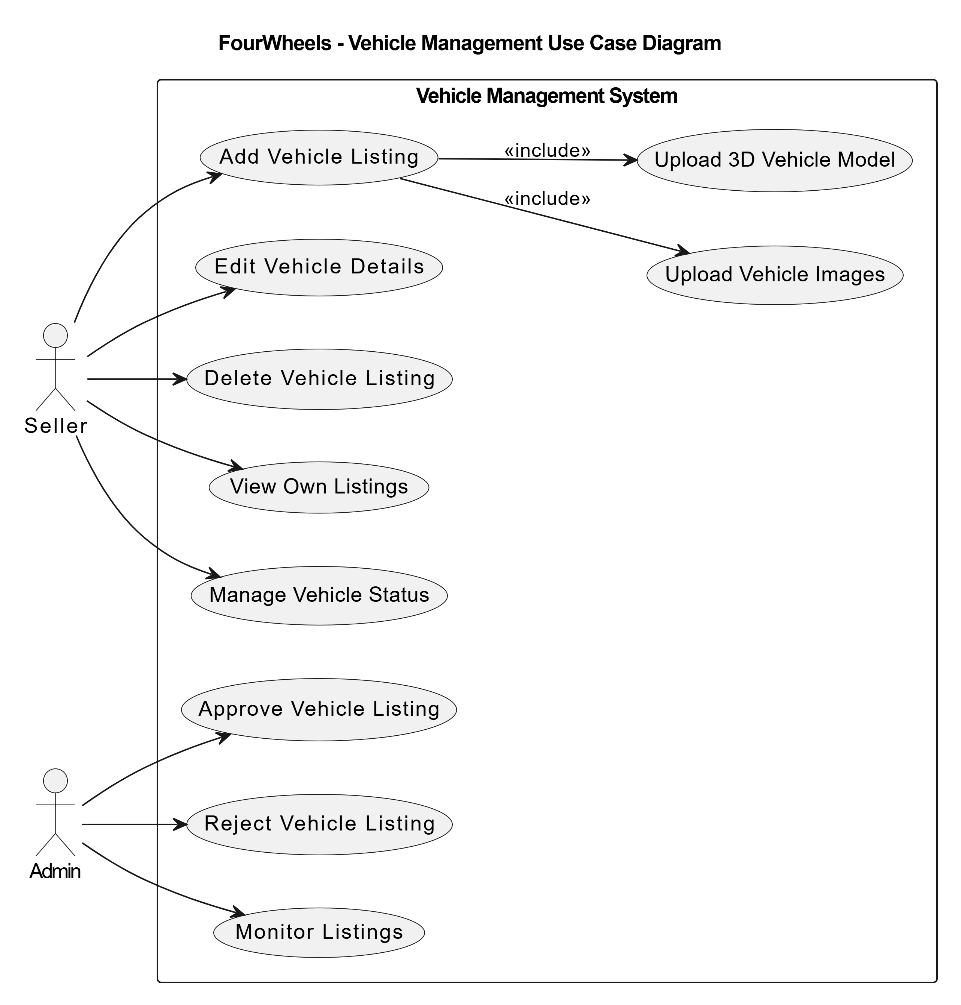 FourWheels - Vehicle Management Use Case Diagram
Vehicle Management System
Add Vehicle Listing
«include»
Upload 3D Vehicle Model
«include»
Edit Vehicle Details
Upload Vehicle Images
Delete Vehicle Listing
Seller
View Own Listings
Manage Vehicle Status
Approve Vehicle Listing
Reject Vehicle Listing
Admin
Monitor Listings